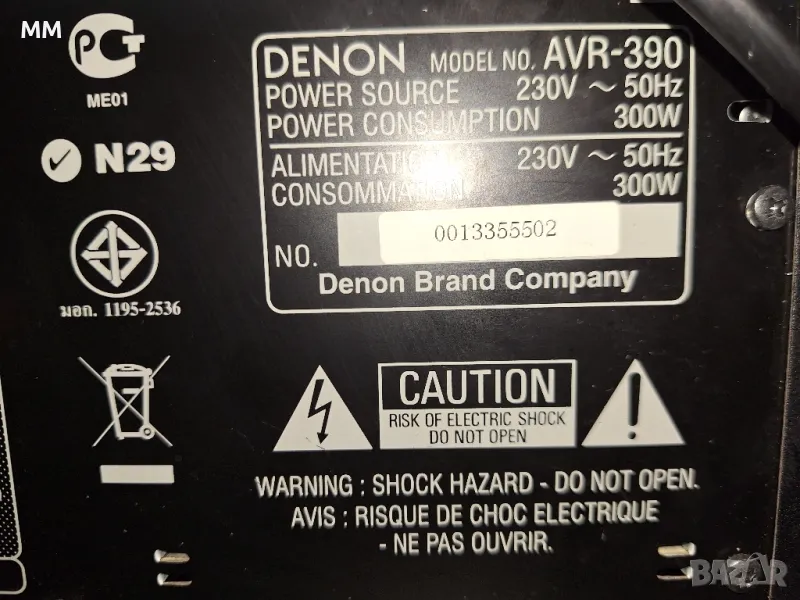 MM
PCT
ME01
N29
มอก. 1195-2536
DENON MODEL NO. AVR-390
POWER SOURCE 230V ~ 50Hz
POWER CONSUMPTION 300W
230V ~ 50Hz
300W
NO. 0013355502
Denon Brand Company
CAUTION
RISK OF ELECTRIC SHOCK
DO NOT OPEN
WARNING : SHOCK HAZARD - DO NOT OPEN.
AVIS : RISQUE DE CHOC ELECTRIQUE
- NE PAS OUVRIR.
BAZAR